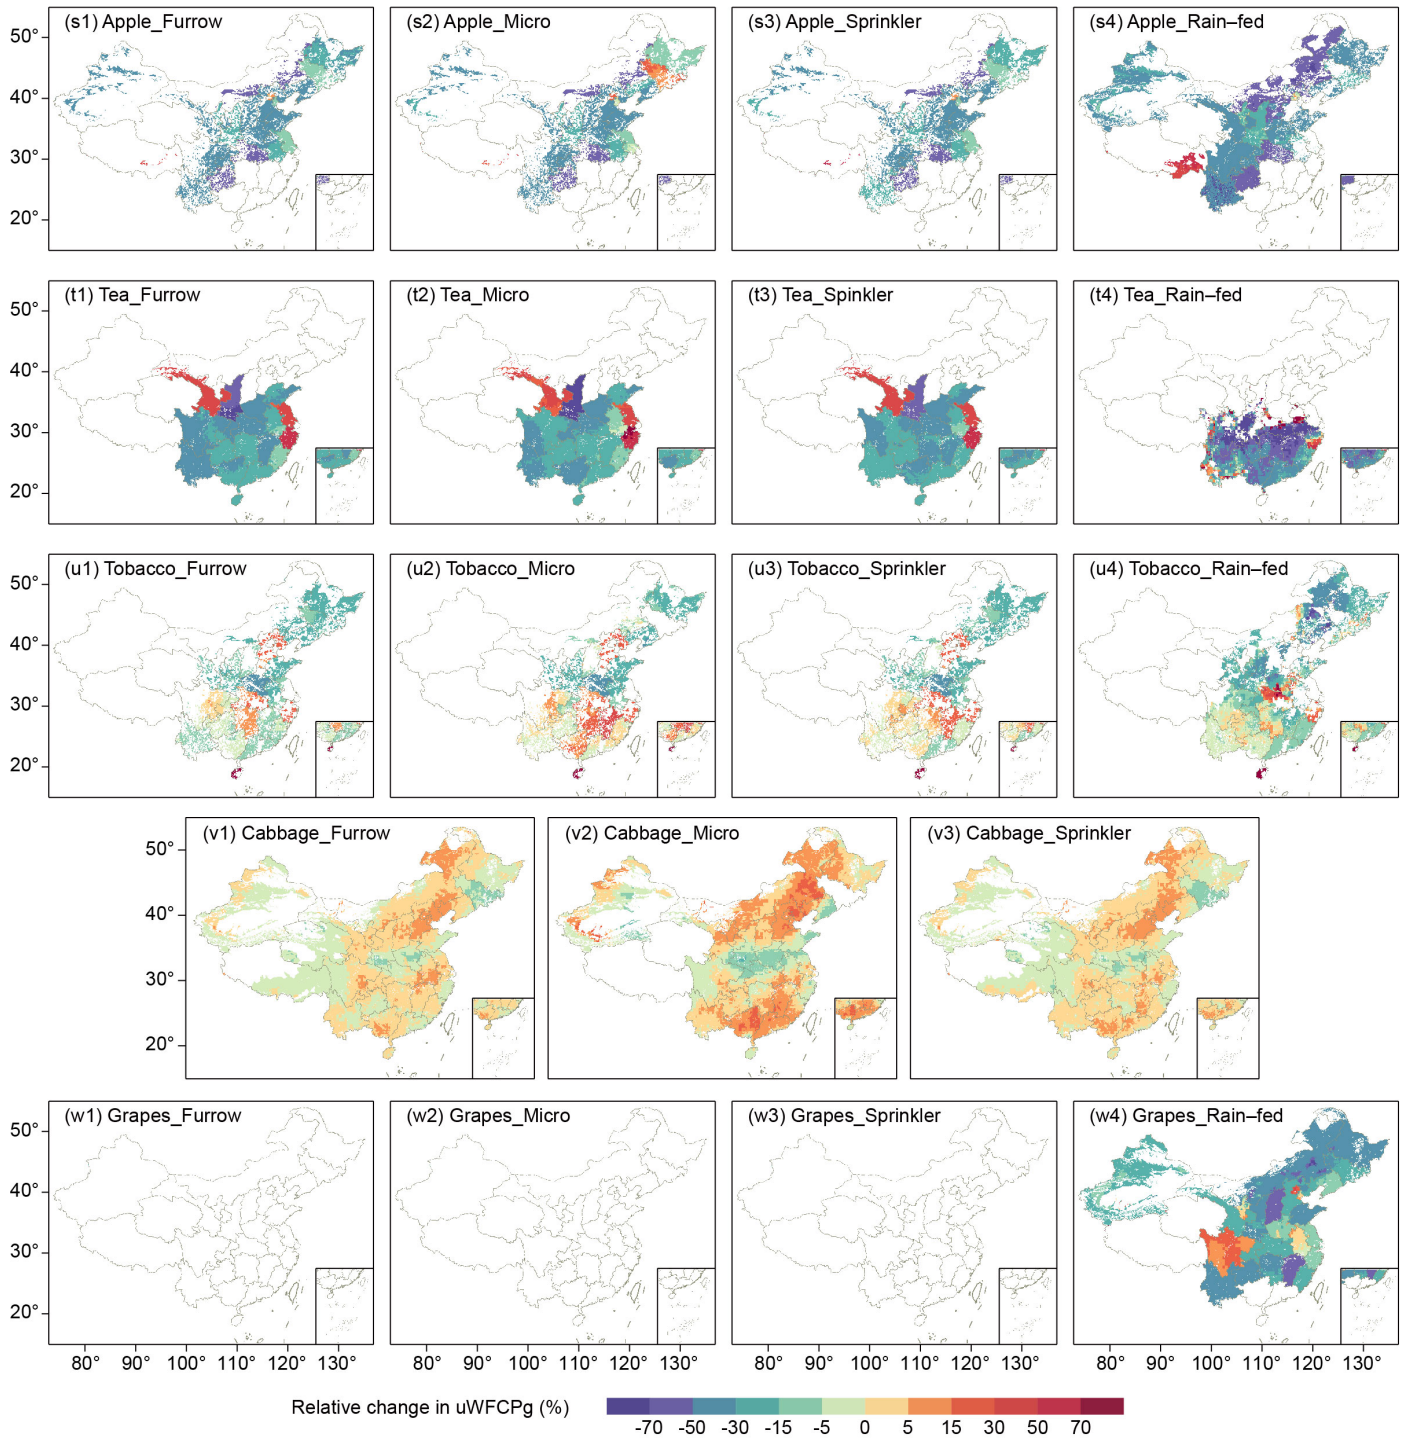 (s1) Apple_Furrow
(s2) Apple_Micro
(s3) Apple_Sprinkler
(s4) Apple_Rain–fed
50°
40°
30°
20°
(t1) Tea_Furrow
(t2) Tea_Micro
(t3) Tea_Spinkler
(t4) Tea_Rain–fed
50°
40°
30°
20°
(u1) Tobacco_Furrow
(u2) Tobacco_Micro
(u3) Tobacco_Sprinkler
(u4) Tobacco_Rain–fed
50°
40°
30°
20°
(v1) Cabbage_Furrow
(v2) Cabbage_Micro
(v3) Cabbage_Sprinkler
50°
40°
30°
20°
(w1) Grapes_Furrow
(w2) Grapes_Micro
(w3) Grapes_Sprinkler
(w4) Grapes_Rain–fed
50°
40°
30°
20°
80° 90° 100° 110° 120° 130°
80° 90° 100° 110° 120° 130°
80° 90° 100° 110° 120° 130°
80° 90° 100° 110° 120° 130°
Relative change in uWFCPg (%)
-70 -50 -30 -15 -5 0 5 15 30 50 70